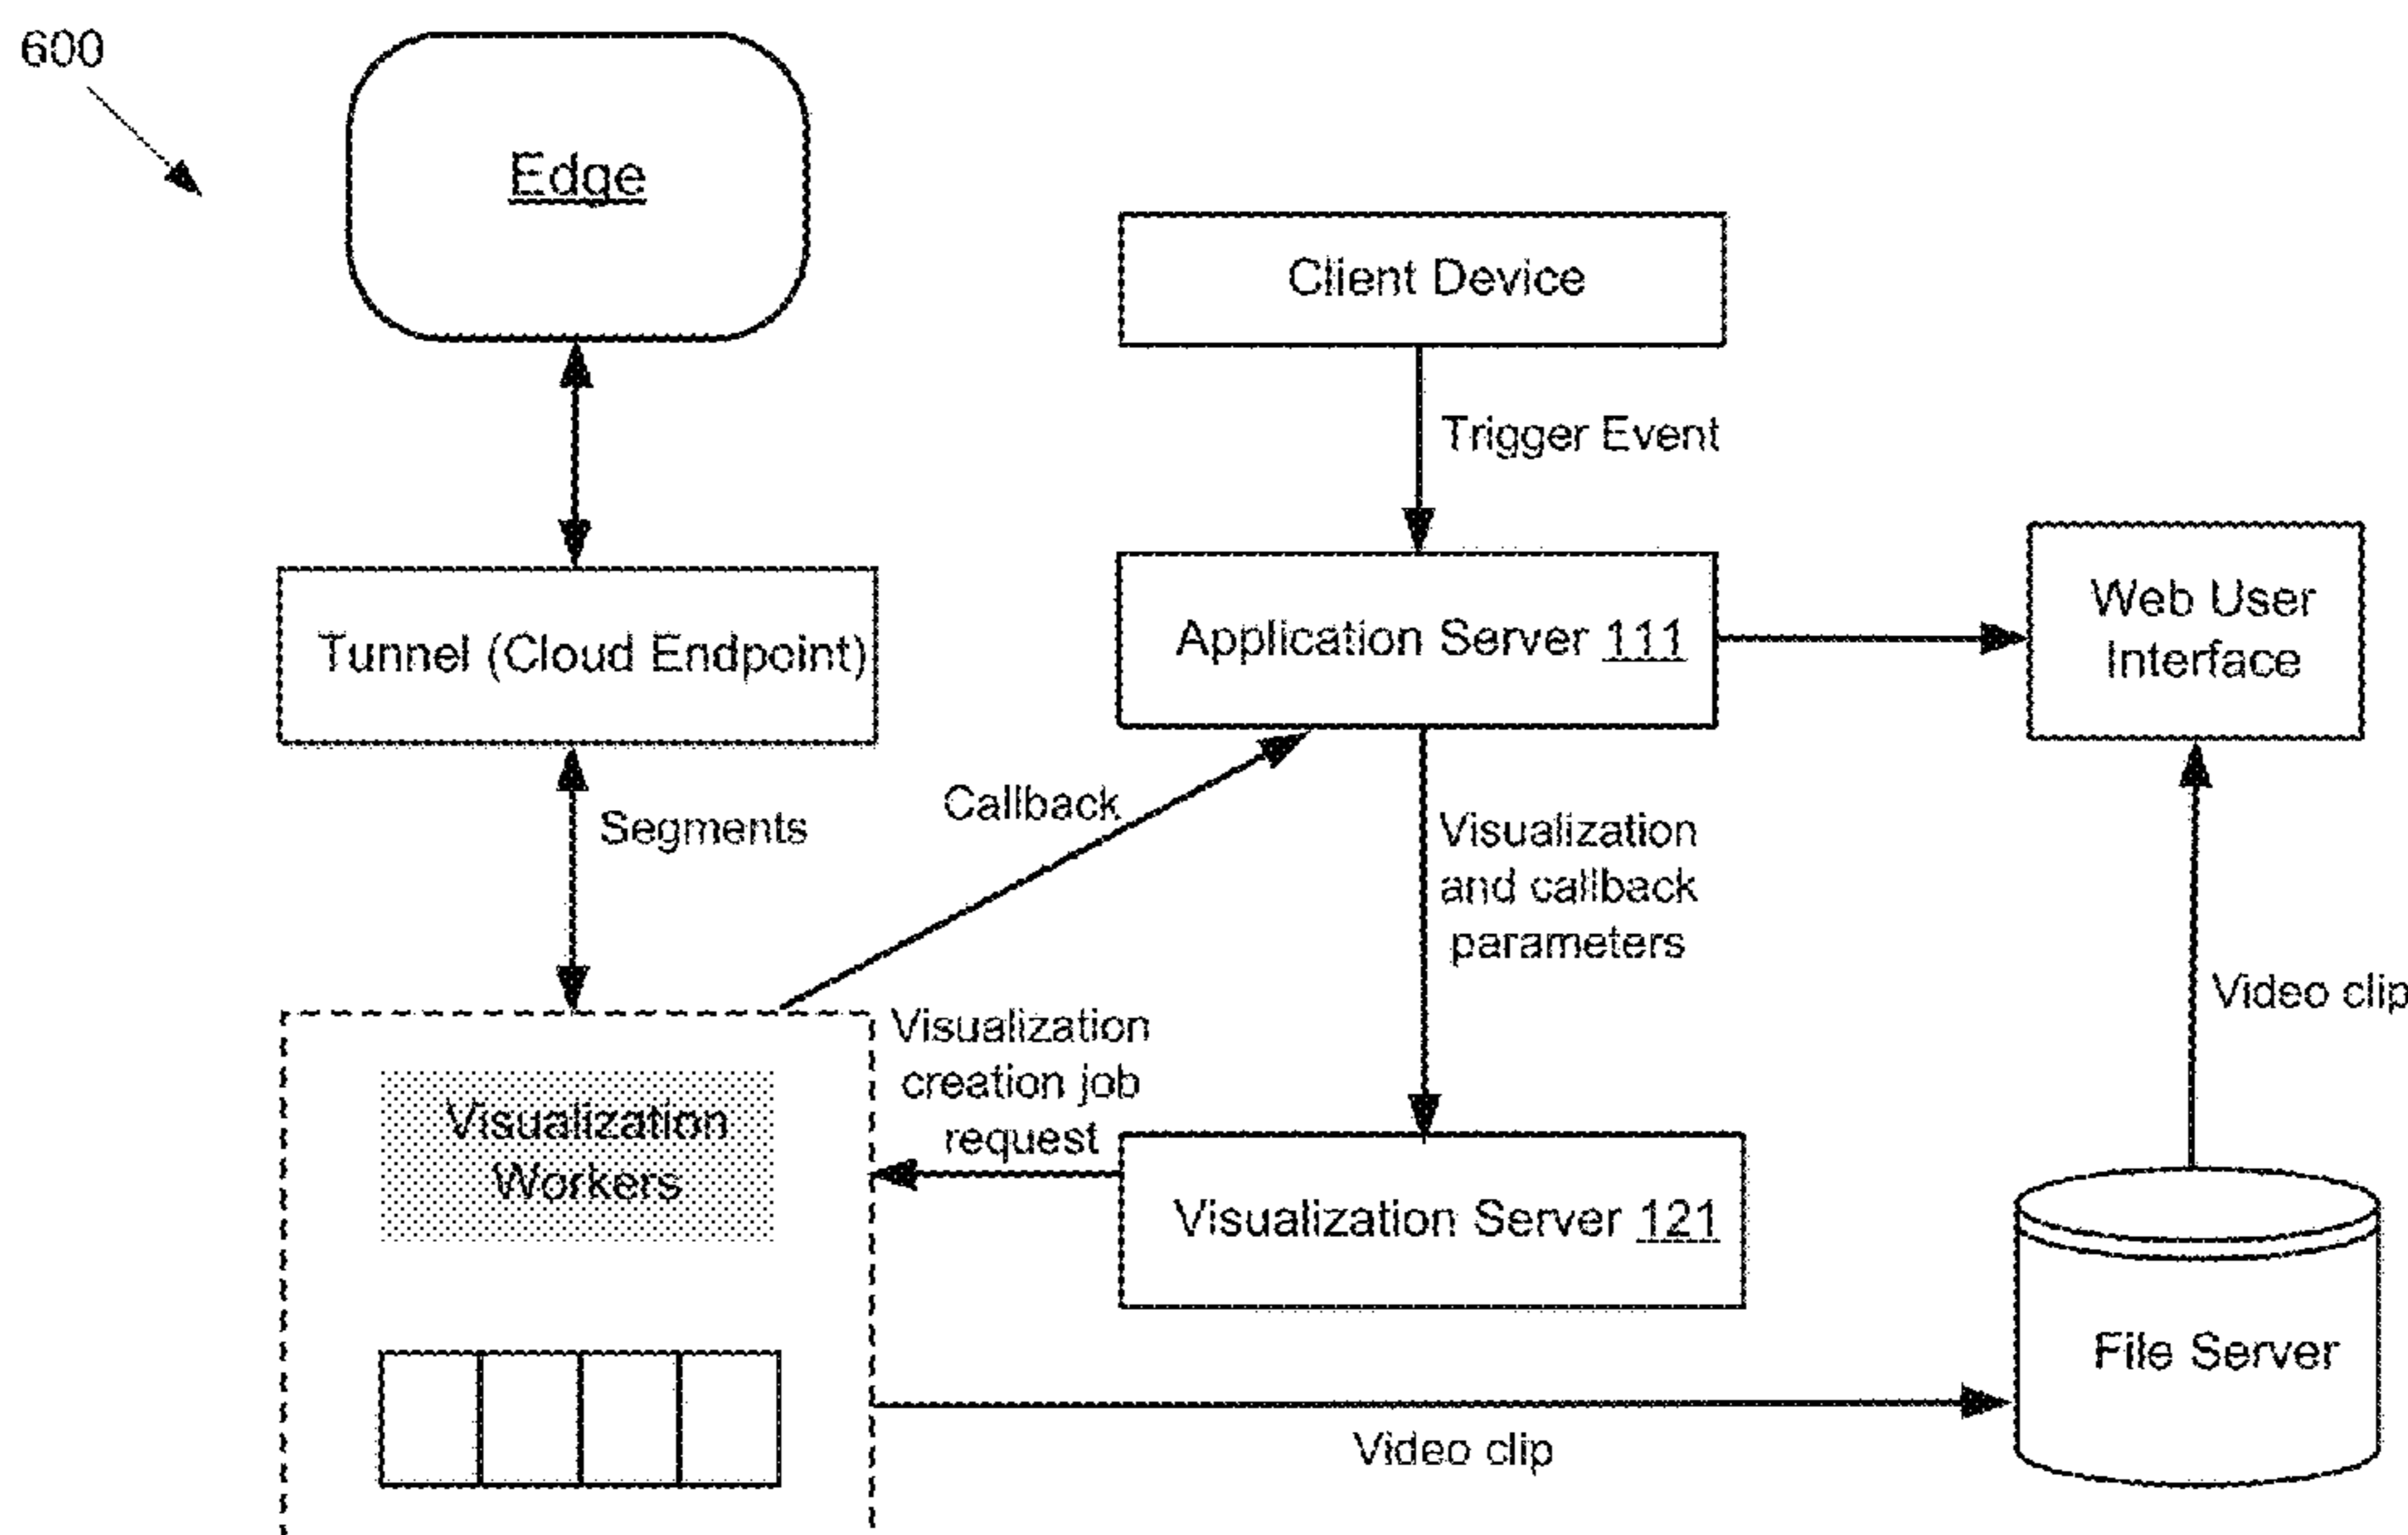 600
Edge
Client Device
Trigger Event
Tunnel (Cloud Endpoint)
Application Server 111
Web User
Interface
Segments
Callback
Visualization
and callback
parameters
Video clip
Visualization
creation job
request
Visualization
Workers
Visualization Server 121
File Server
Video clip